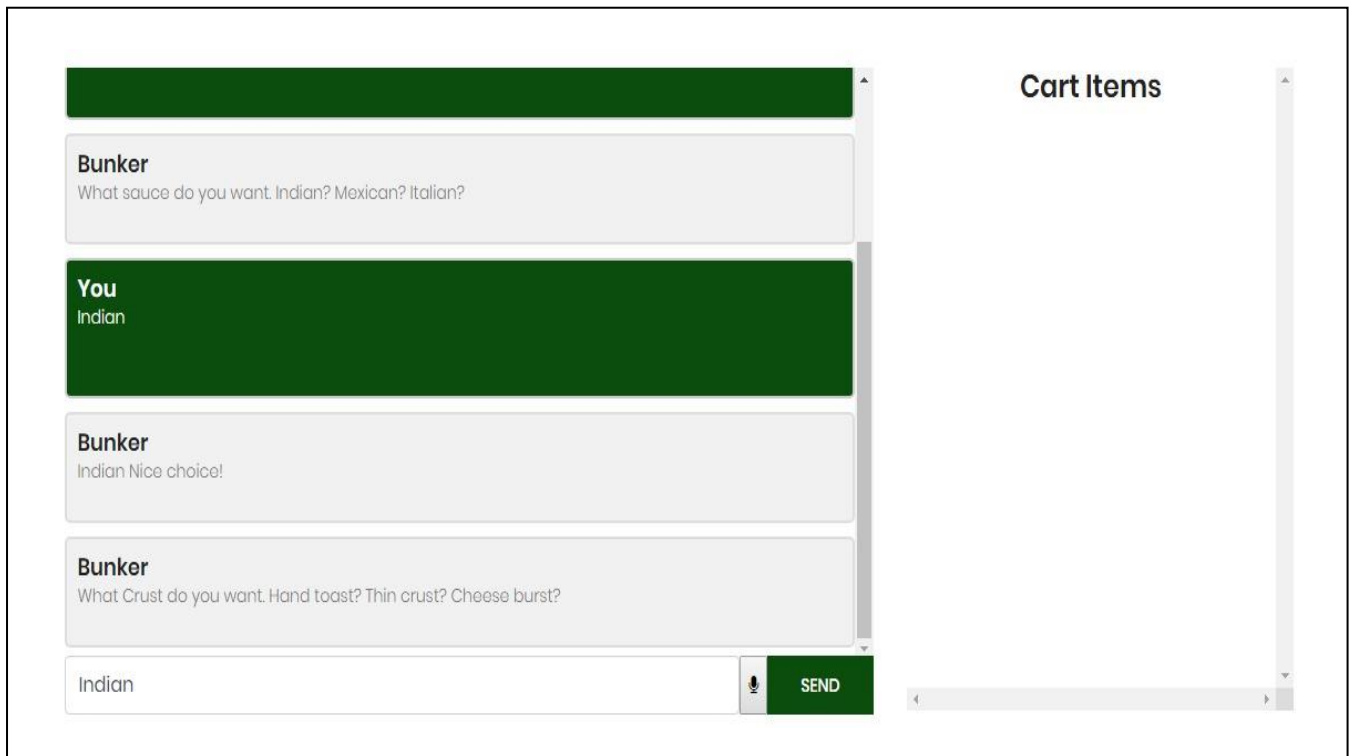 Cart Items
Bunker
What sauce do you want. Indian? Mexican? Italian?
You
Indian
Bunker
Indian Nice choice!
Bunker
What Crust do you want. Hand toast? Thin crust? Cheese burst?
Indian
SEND